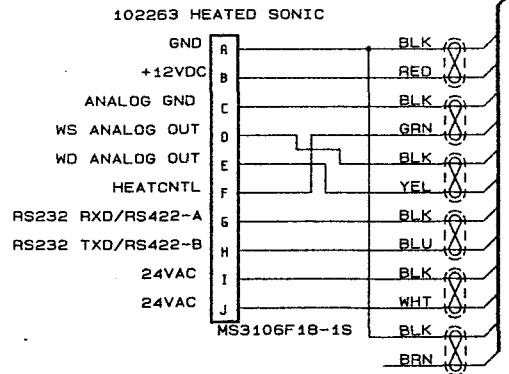 102263 HEATED SONIC
GND A BLK
+12VDC B RED
ANALOG GND C BLK
WS ANALOG OUT D GRN
WD ANALOG OUT E BLK
HEATCNTL F YEL
RS232 RXD/RS422-A G BLK
RS232 TXD/RS422-B H BLU
24VAC I BLK
24VAC J WHT
MS3106F18-1S BLK
BRN